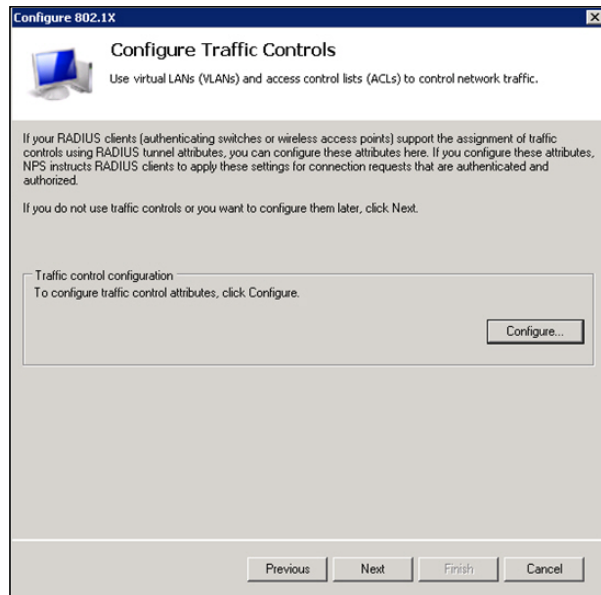 Configure 802.1X
Configure Traffic Controls
Use virtual LANs (VLANs) and access control lists (ACLs) to control network traffic.
If your RADIUS clients (authenticating switches or wireless access points) support the assignment of traffic
controls using RADIUS tunnel attributes, you can configure these attributes here. If you configure these attributes,
NPS instructs RADIUS clients to apply these settings for connection requests that are authenticated and
authorized.
If you do not use traffic controls or you want to configure them later, click Next.
Traffic control configuration
To configure traffic control attributes, click Configure.
Configure...
Previous
Next
Finish
Cancel